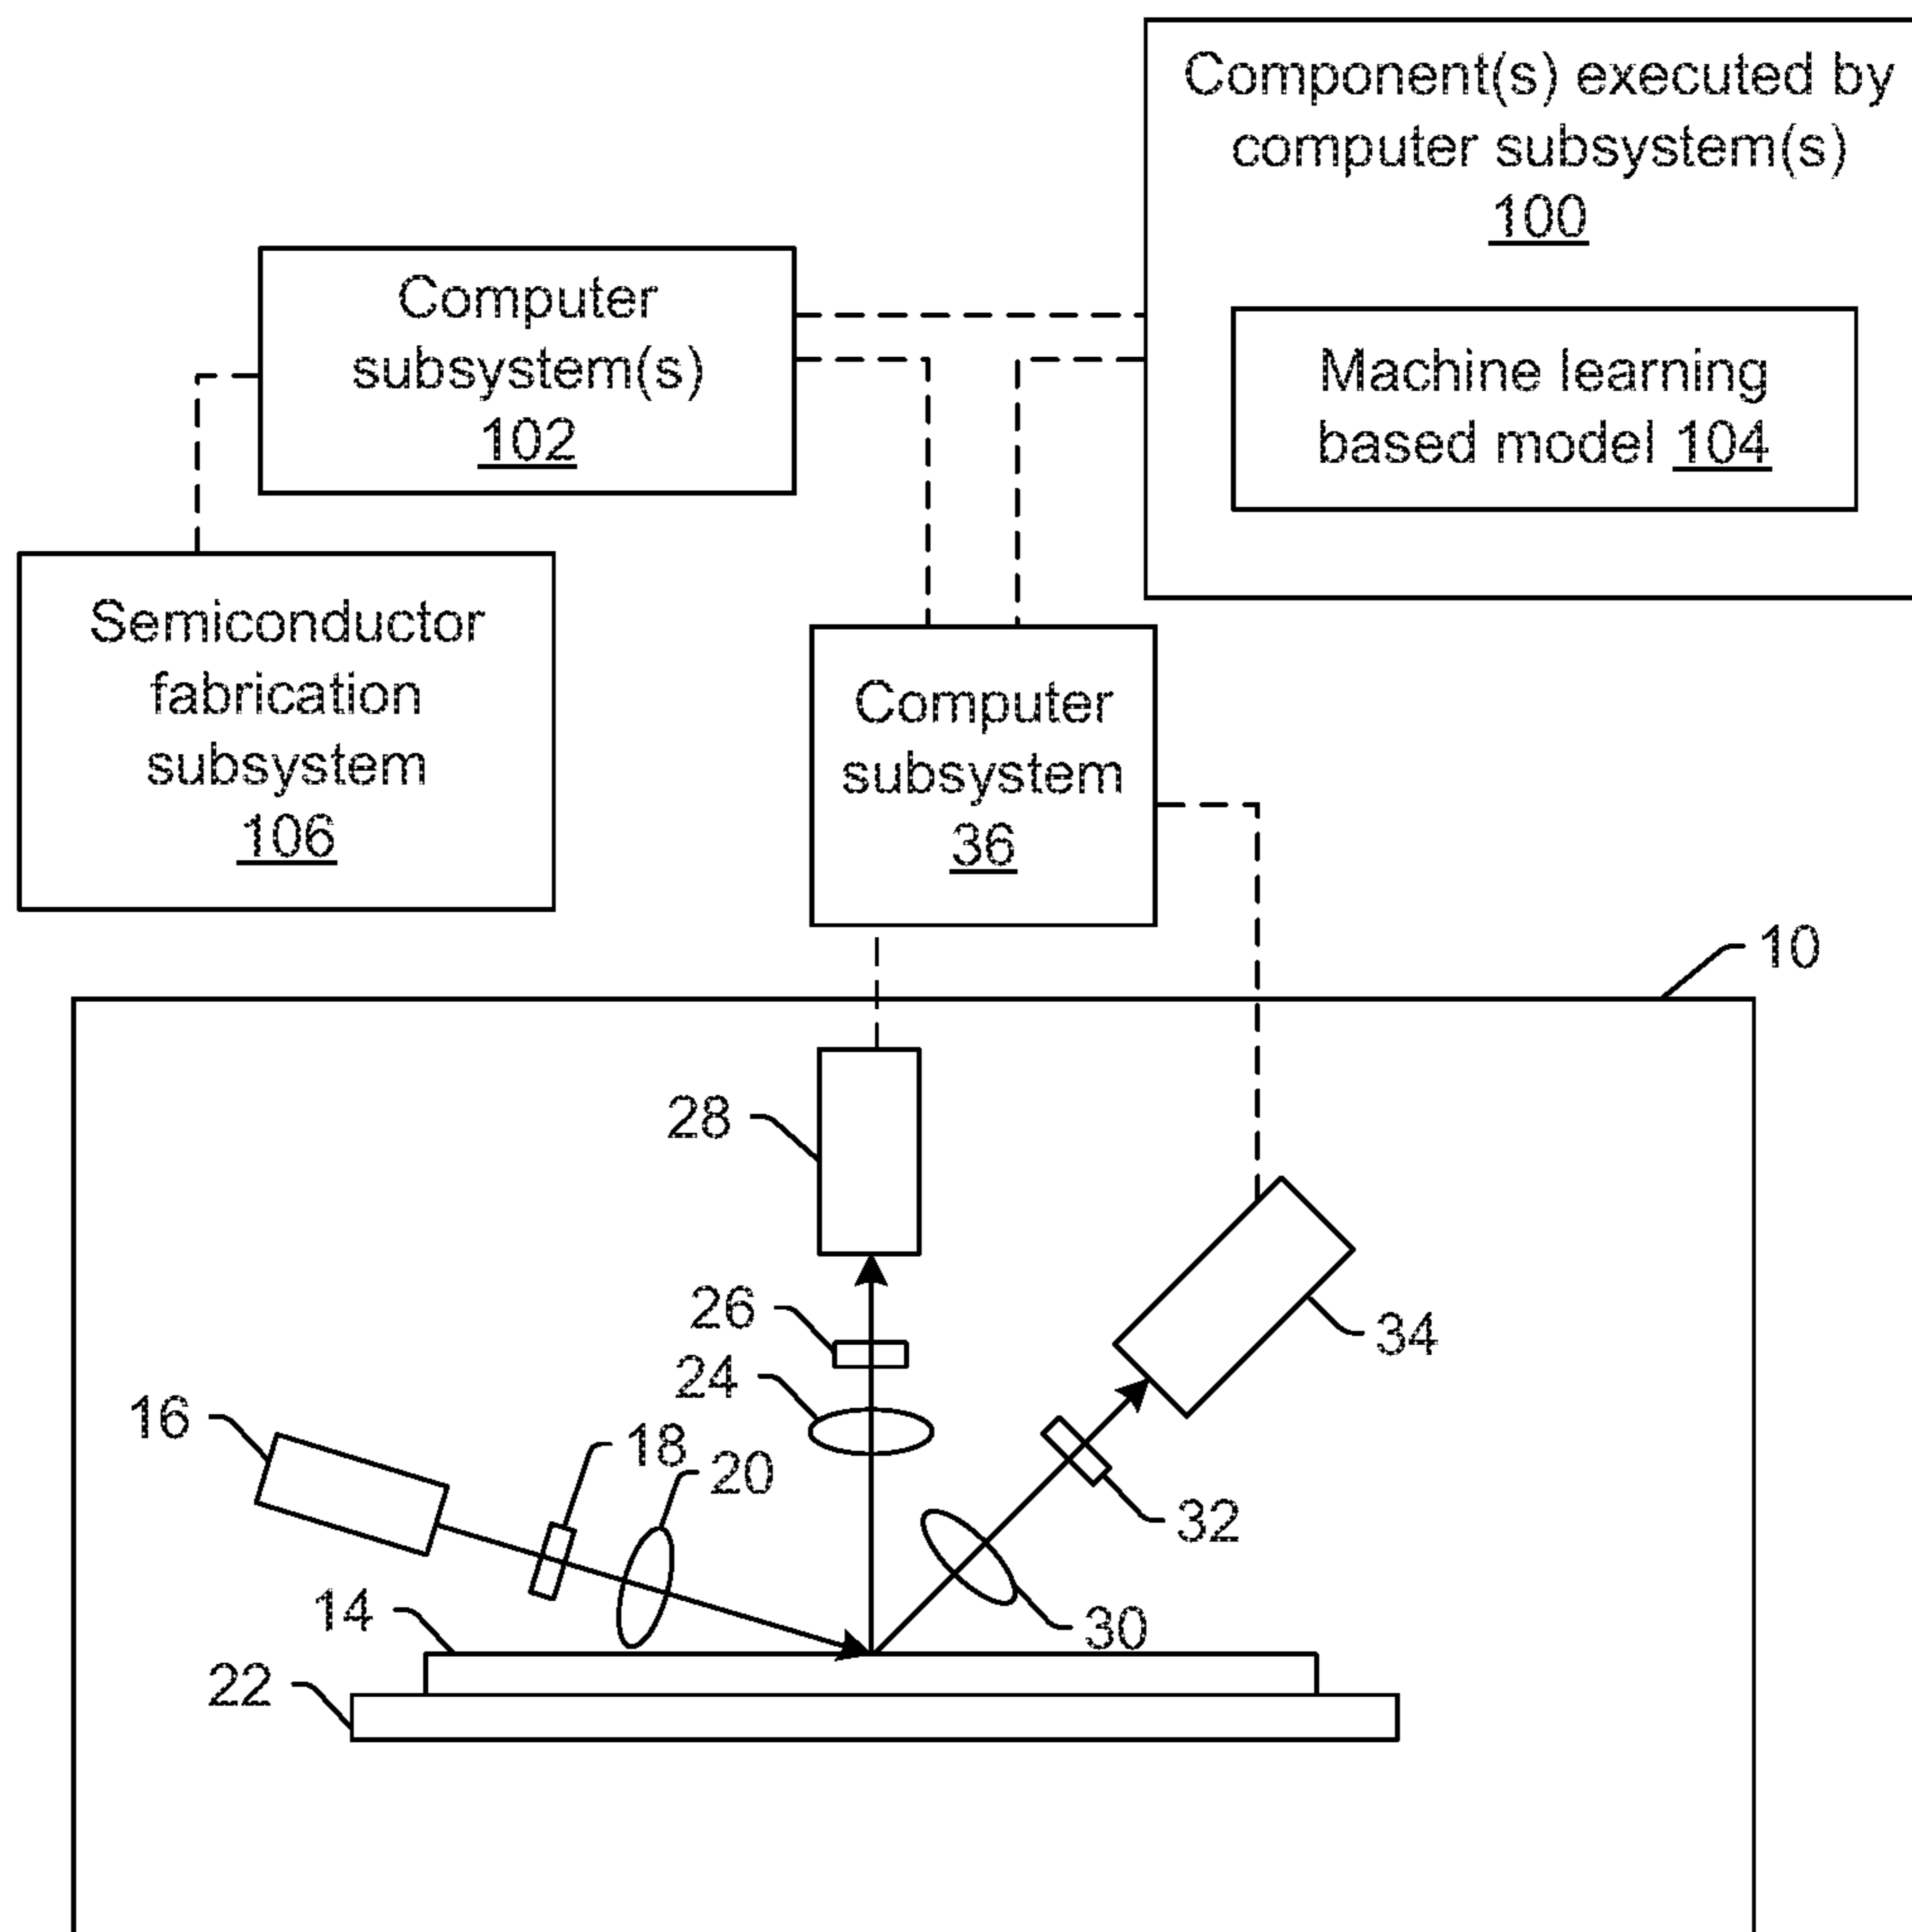 Component(s) executed by
computer subsystem(s)
100
Machine learning
based model 104
Computer
subsystem(s)
102
Semiconductor
fabrication
subsystem
106
Computer
subsystem
36
10
28
26
24
34
16
18
20
32
14
30
22